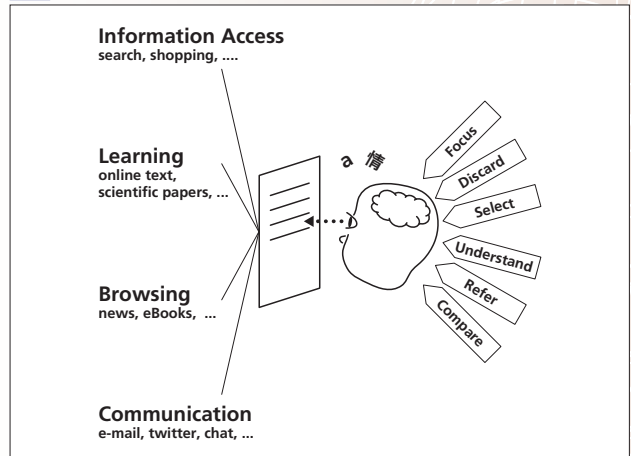 Information Access
search, shopping, ....
Learning
online text,
scientific papers, ...
Browsing
news, eBooks, ...
Communication
e-mail, twitter, chat, ...
a 情
Focus
Discard
Select
Understand
Refer
Compare